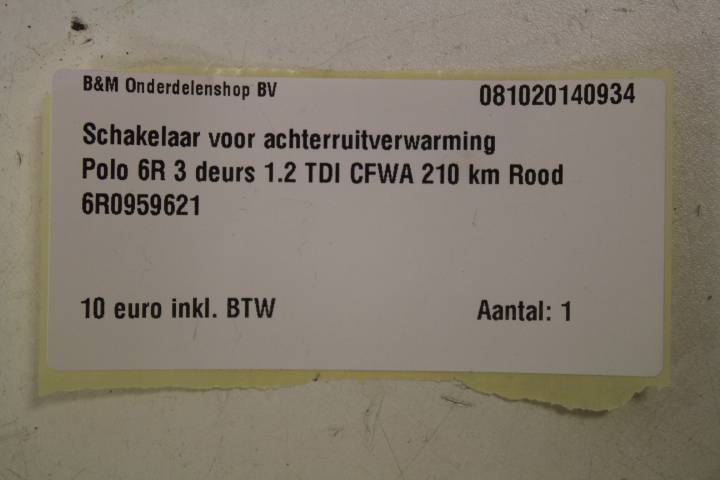 B&M Onderdelenshop BV 081020140934
Schakelaar voor achterruitverwarming
Polo 6R 3 deurs 1.2 TDI CFWA 210 km Rood
6R0959621
10 euro inkl. BTW Aantal: 1